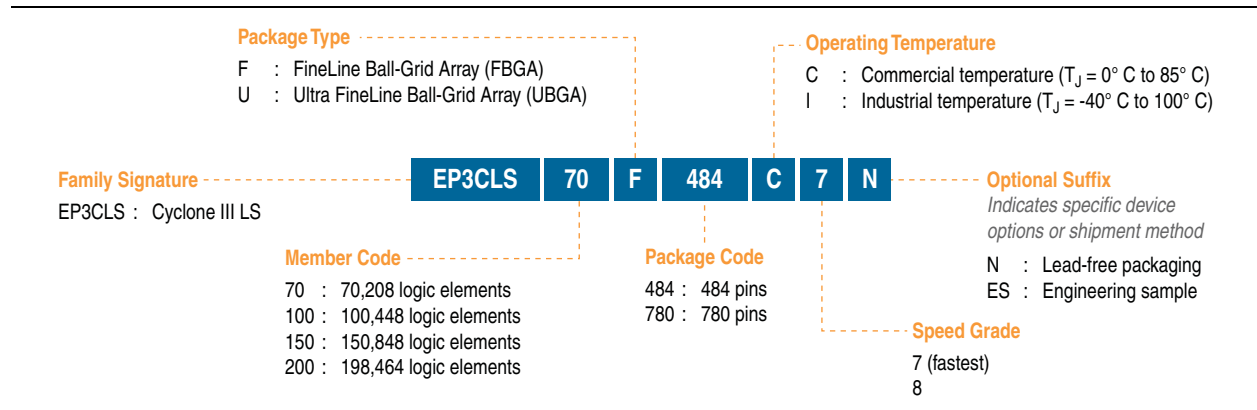 Package Type
F : FineLine Ball-Grid Array (FBGA)
U : Ultra FineLine Ball-Grid Array (UBGA)
Operating Temperature
C : Commercial temperature (TJ = 0° C to 85° C)
I : Industrial temperature (TJ = -40° C to 100° C)
EP3CLS 70 F 484 C 7 N
Family Signature
EP3CLS : Cyclone III LS
Member Code
70 : 70,208 logic elements
100 : 100,448 logic elements
150 : 150,848 logic elements
200 : 198,464 logic elements
Package Code
484 : 484 pins
780 : 780 pins
Speed Grade
7 (fastest)
8
Optional Suffix
Indicates specific device
options or shipment method
N : Lead-free packaging
ES : Engineering sample